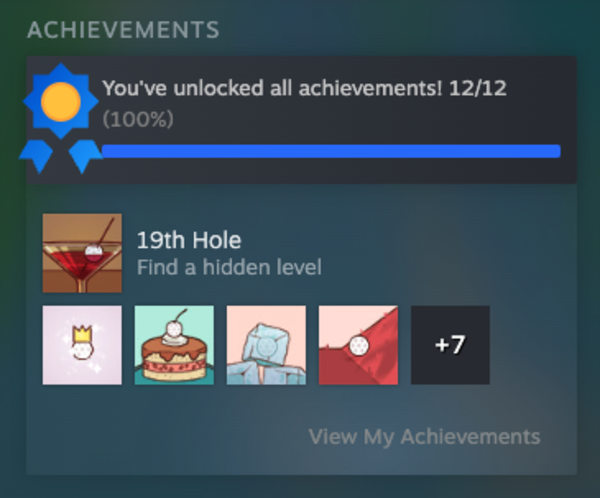 ACHIEVEMENTS
You've unlocked all achievements! 12/12
(100%)
19th Hole
Find a hidden level
+7
View My Achievements